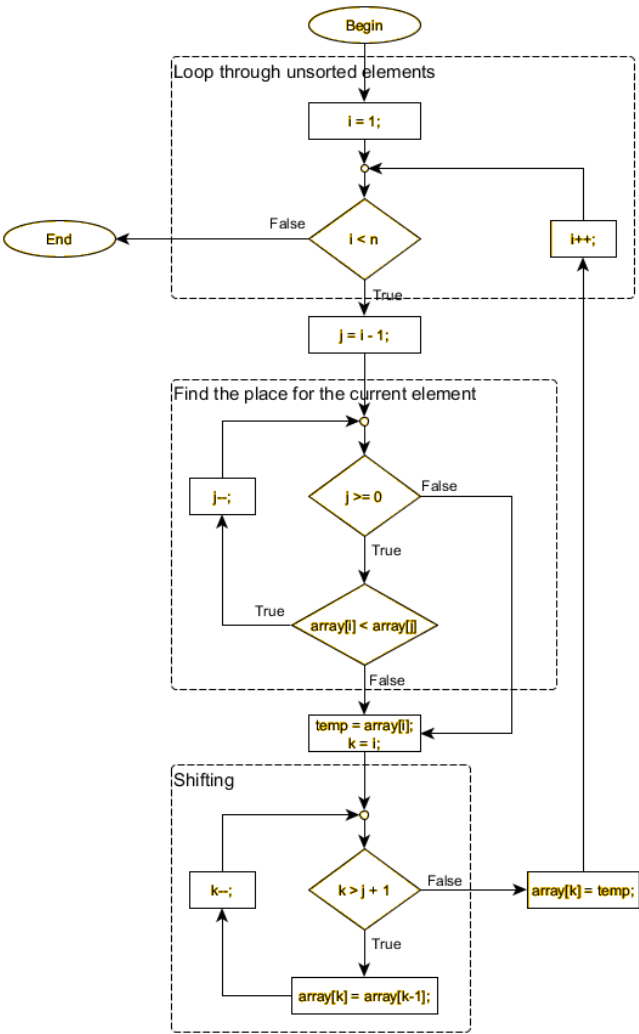 Begin
Loop through unsorted elements
i = 1;
False
End
i < n
i++;
True
j = i - 1;
Find the place for the current element
j--;
j >= 0
False
True
True
array[i] < array[j]
False
temp = array[i];
k = i;
Shifting
k--;
k > j + 1
False
array[k] = temp;
True
array[k] = array[k-1];